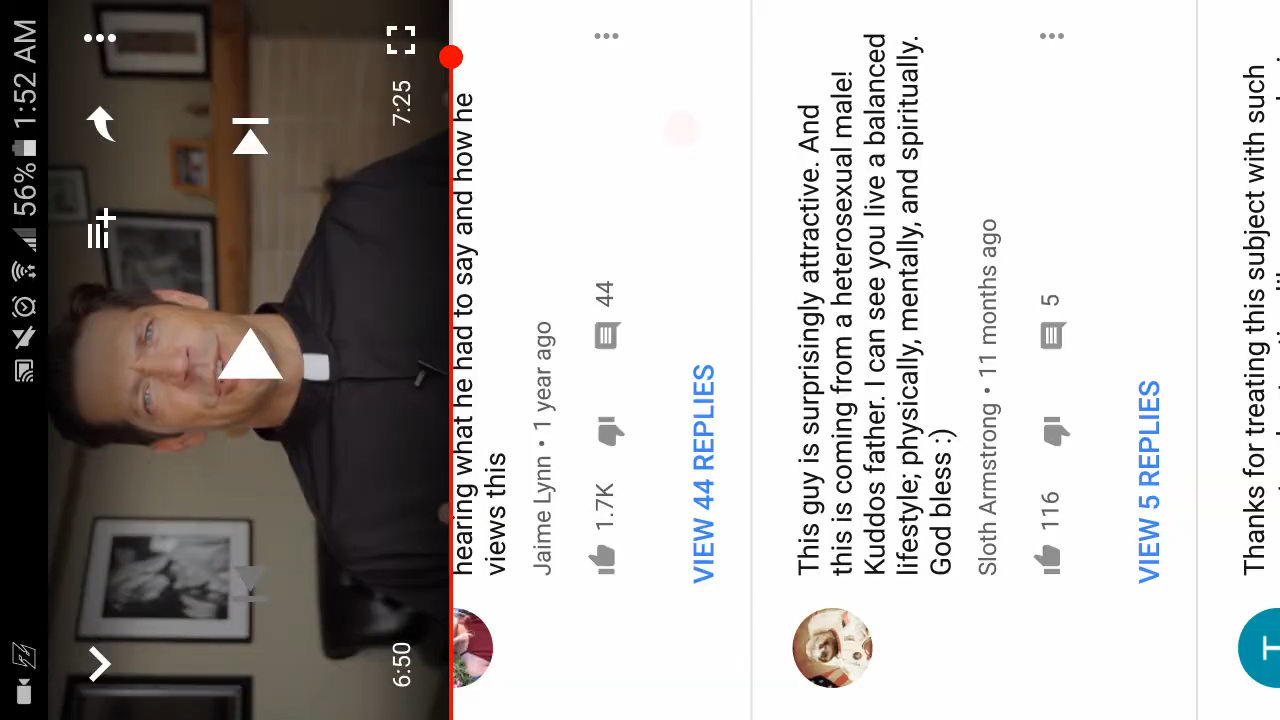 56% 1:52 AM
6:50
7:25
hearing what he had to say and how he
views this
Jaime Lynn • 1 year ago
1.7K
44
VIEW 44 REPLIES
This guy is surprisingly attractive. And
this is coming from a heterosexual male!
Kuddos father. I can see you live a balanced
lifestyle; physically, mentally, and spiritually.
God bless :)
Sloth Armstrong • 11 months ago
116
5
VIEW 5 REPLIES
T
Thanks for treating this subject with such